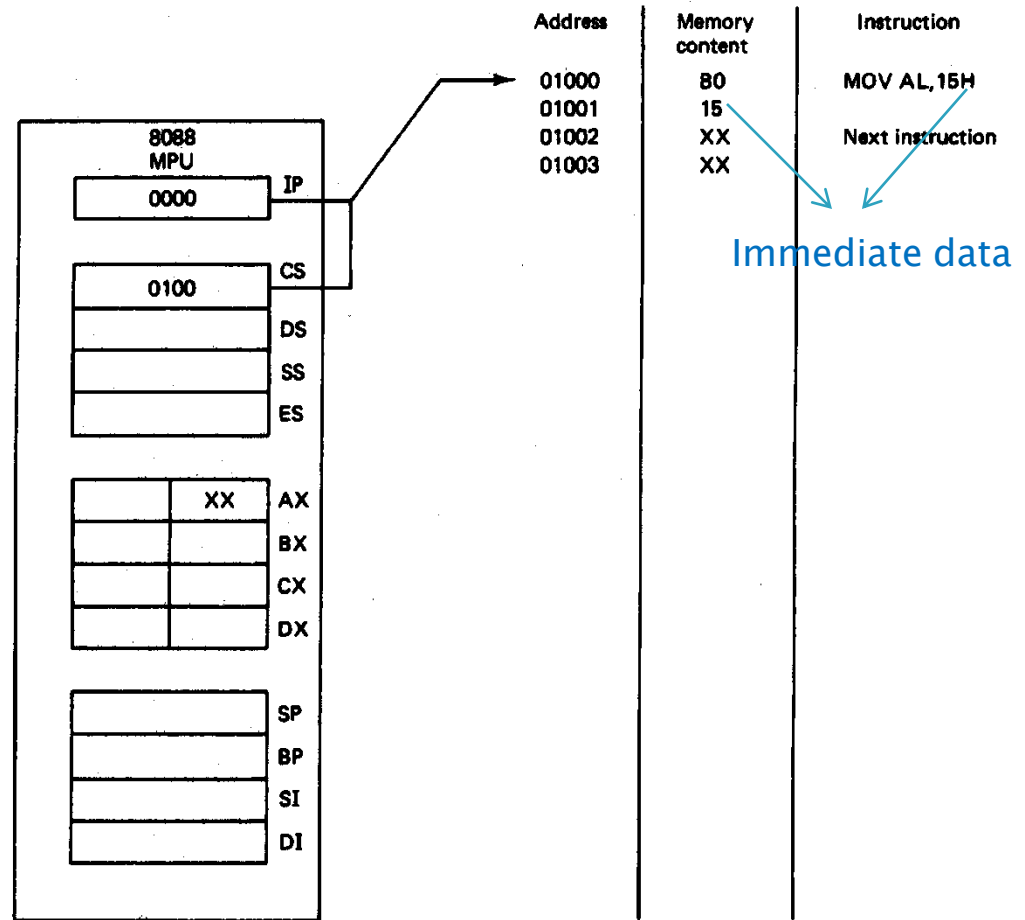 Address Memory content Instruction
01000 B0 MOV AL, 15H
01001 15
01002 XX Next instruction
01003 XX
Immediate data
8088
MPU
0000 IP
0100 CS
DS
SS
ES
XX AX
BX
CX
DX
SP
BP
SI
DI